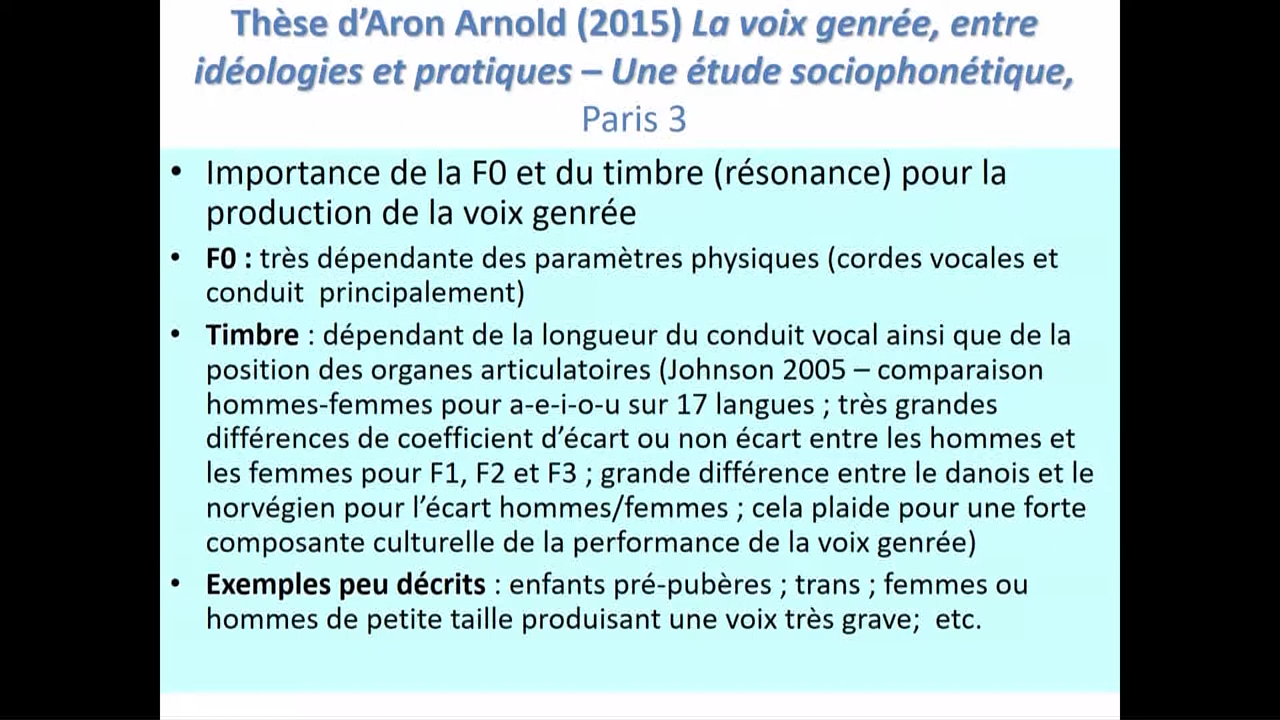 Thèse d’Aron Arnold (2015) La voix genrée, entre
idéologies et pratiques – Une étude sociophonétique,
Paris 3
• Importance de la F0 et du timbre (résonance) pour la
production de la voix genrée
• F0 : très dépendante des paramètres physiques (cordes vocales et
conduit principalement)
• Timbre : dépendant de la longueur du conduit vocal ainsi que de la
position des organes articulatoires (Johnson 2005 – comparaison
hommes-femmes pour a-e-i-o-u sur 17 langues ; très grandes
différences de coefficient d’écart ou non écart entre les hommes et
les femmes pour F1, F2 et F3 ; grande différence entre le danois et le
norvégien pour l’écart hommes/femmes ; cela plaide pour une forte
composante culturelle de la performance de la voix genrée)
• Exemples peu décrits : enfants pré-pubères ; trans ; femmes ou
hommes de petite taille produisant une voix très grave; etc.